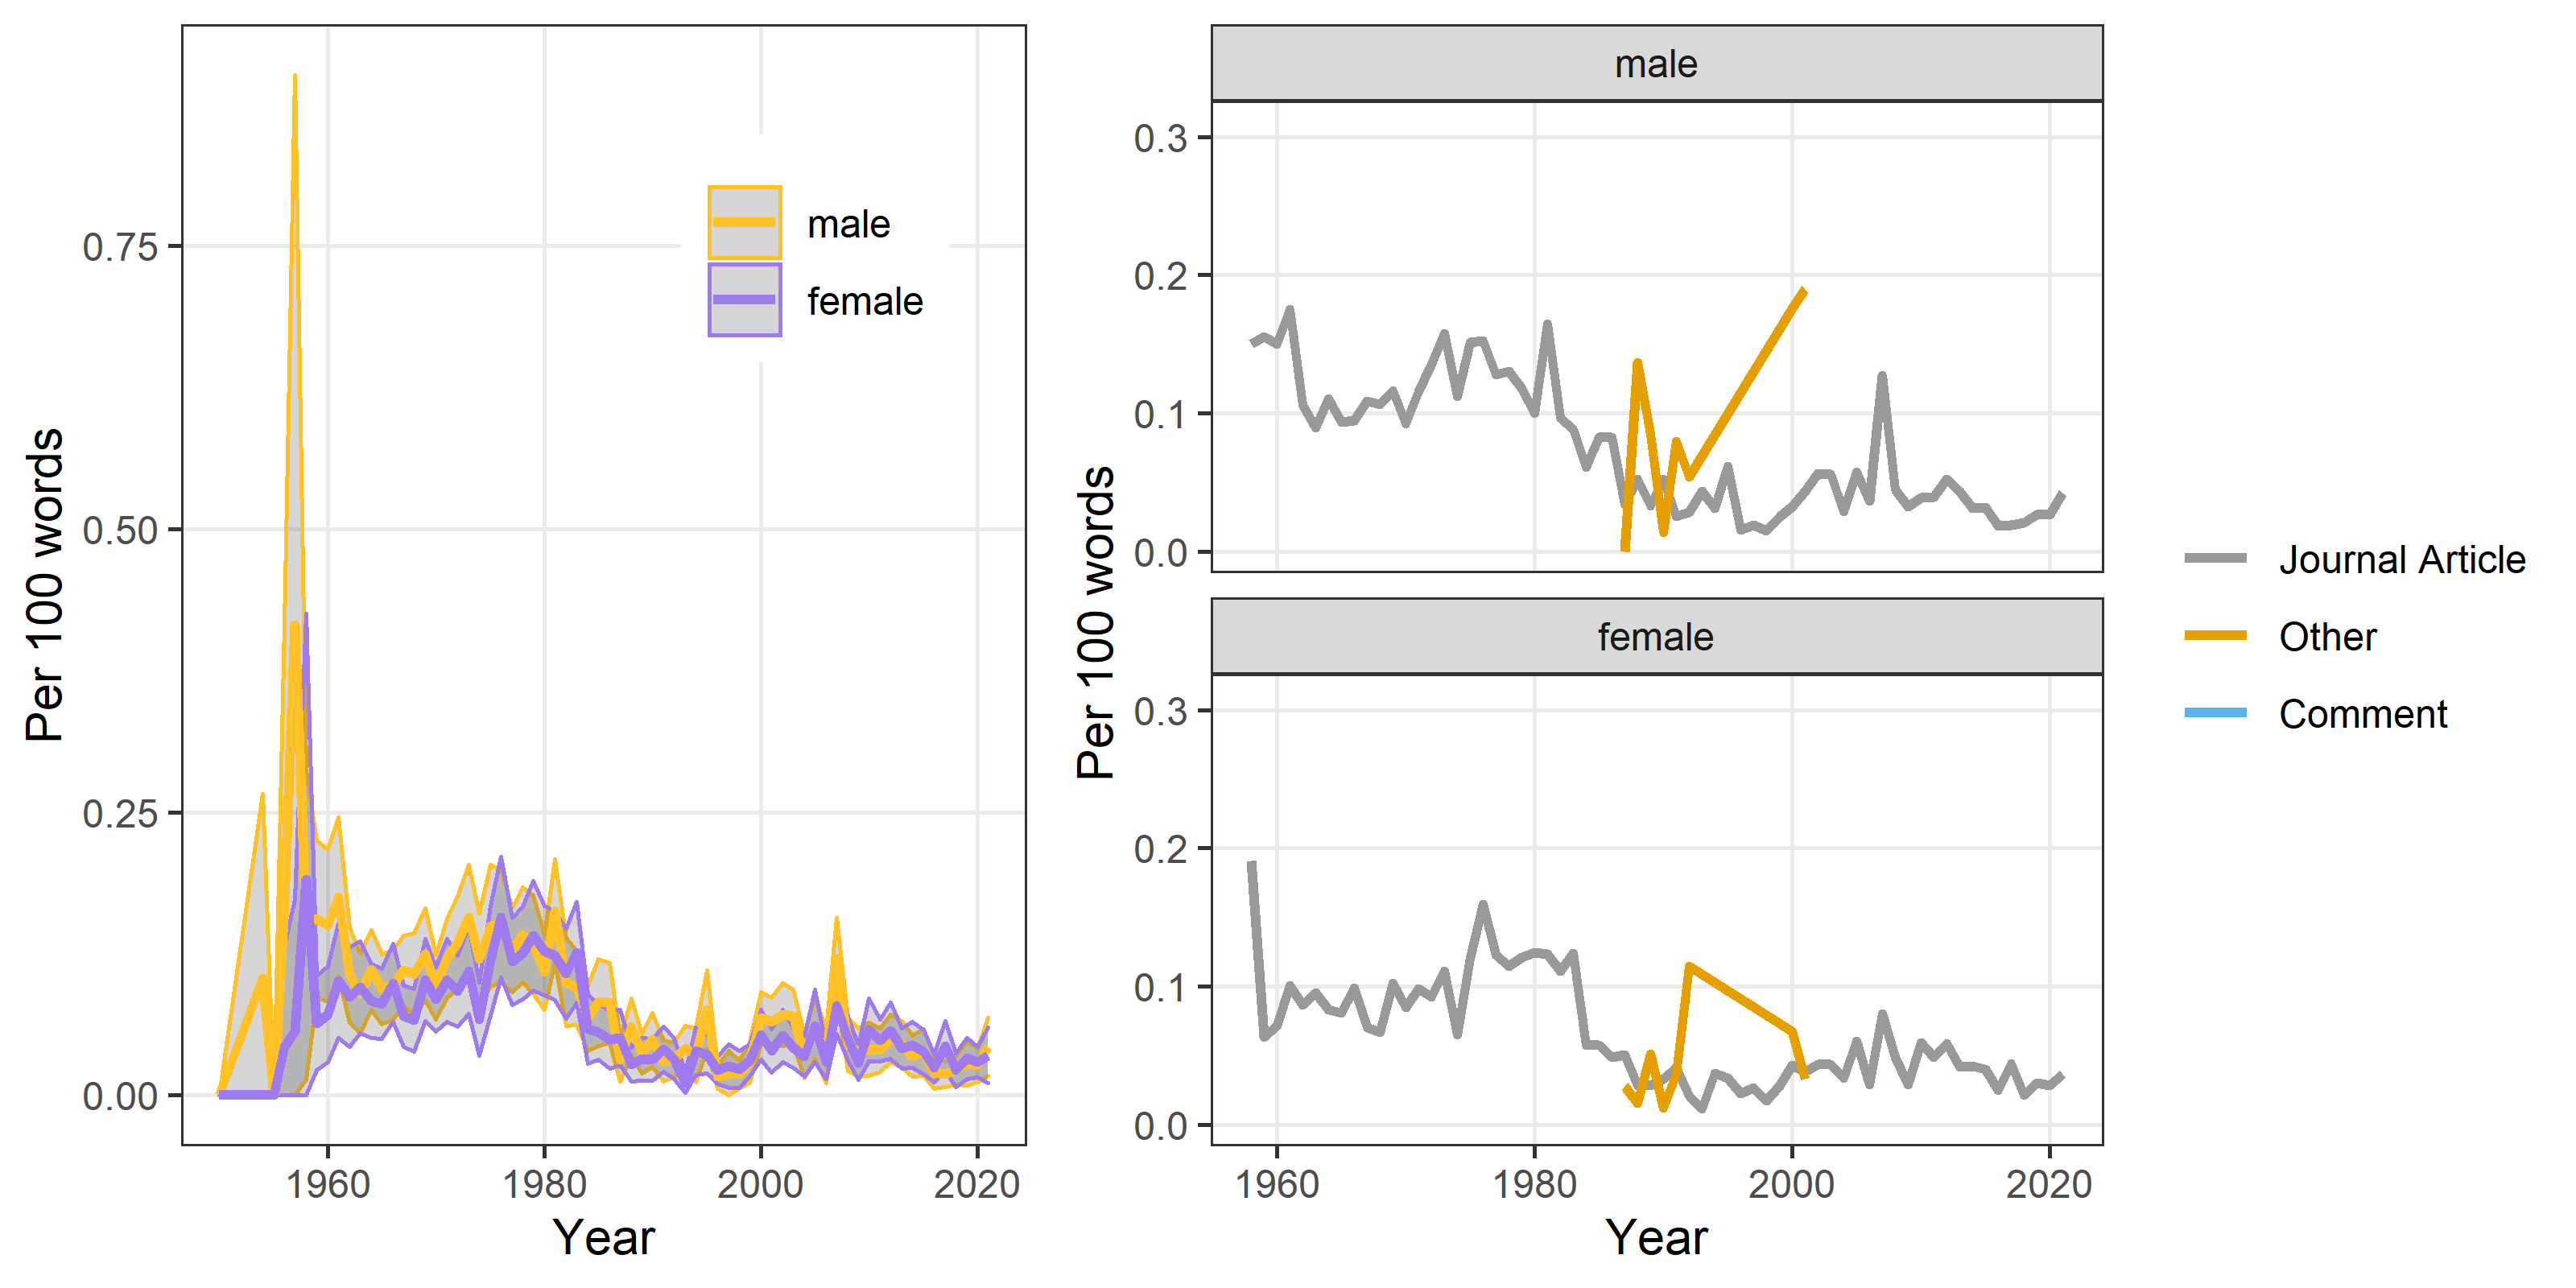 Per 100 words
0.75
0.50
0.25
0.00
1960 1980 2000 2020
Year
male
female
Per 100 words
male
0.3
0.2
0.1
0.0
female
0.3
0.2
0.1
0.0
1960 1980 2000 2020
Year
Journal Article
Other
Comment